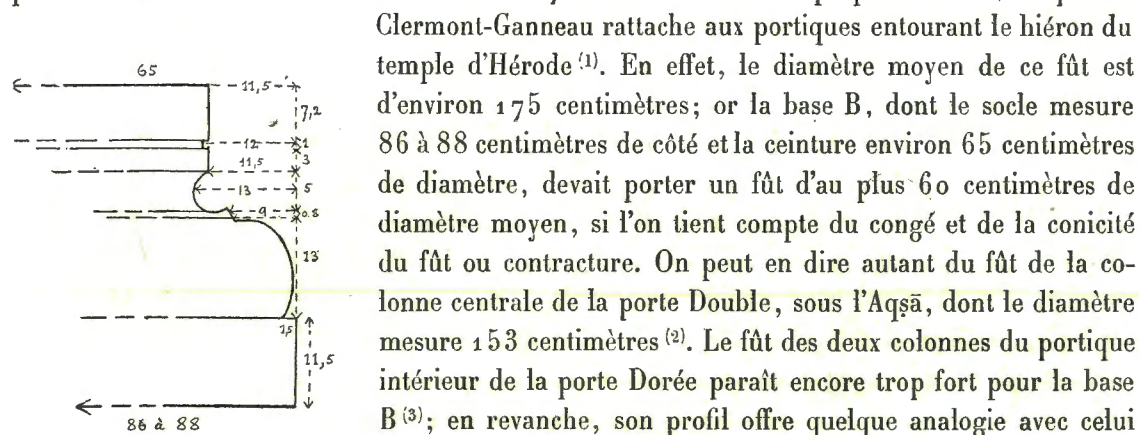 Clermont-Ganneau rattache aux portiques entourant le hiéron du
temple d'Hérode (1). En effet, le diamètre moyen de ce fût est
d'environ 175 centimètres; or la base B, dont le socle mesure
86 à 88 centimètres de côté et la ceinture environ 65 centimètres
de diamètre, devait porter un fût d'au plus 60 centimètres de
diamètre moyen, si l'on tient compte du congé et de la conicité
du fût ou contracture. On peut en dire autant du fût de la co-
lonne centrale de la porte Double, sous l'Aqṣā, dont le diamètre
mesure 153 centimètres (2). Le fût des deux colonnes du portique
intérieur de la porte Dorée paraît encore trop fort pour la base
B (3); en revanche, son profil offre quelque analogie avec celui
65
11,5
7,2
12
1
11,5
3
13
5
9
0.8
13
1,5
11,5
86 à 88